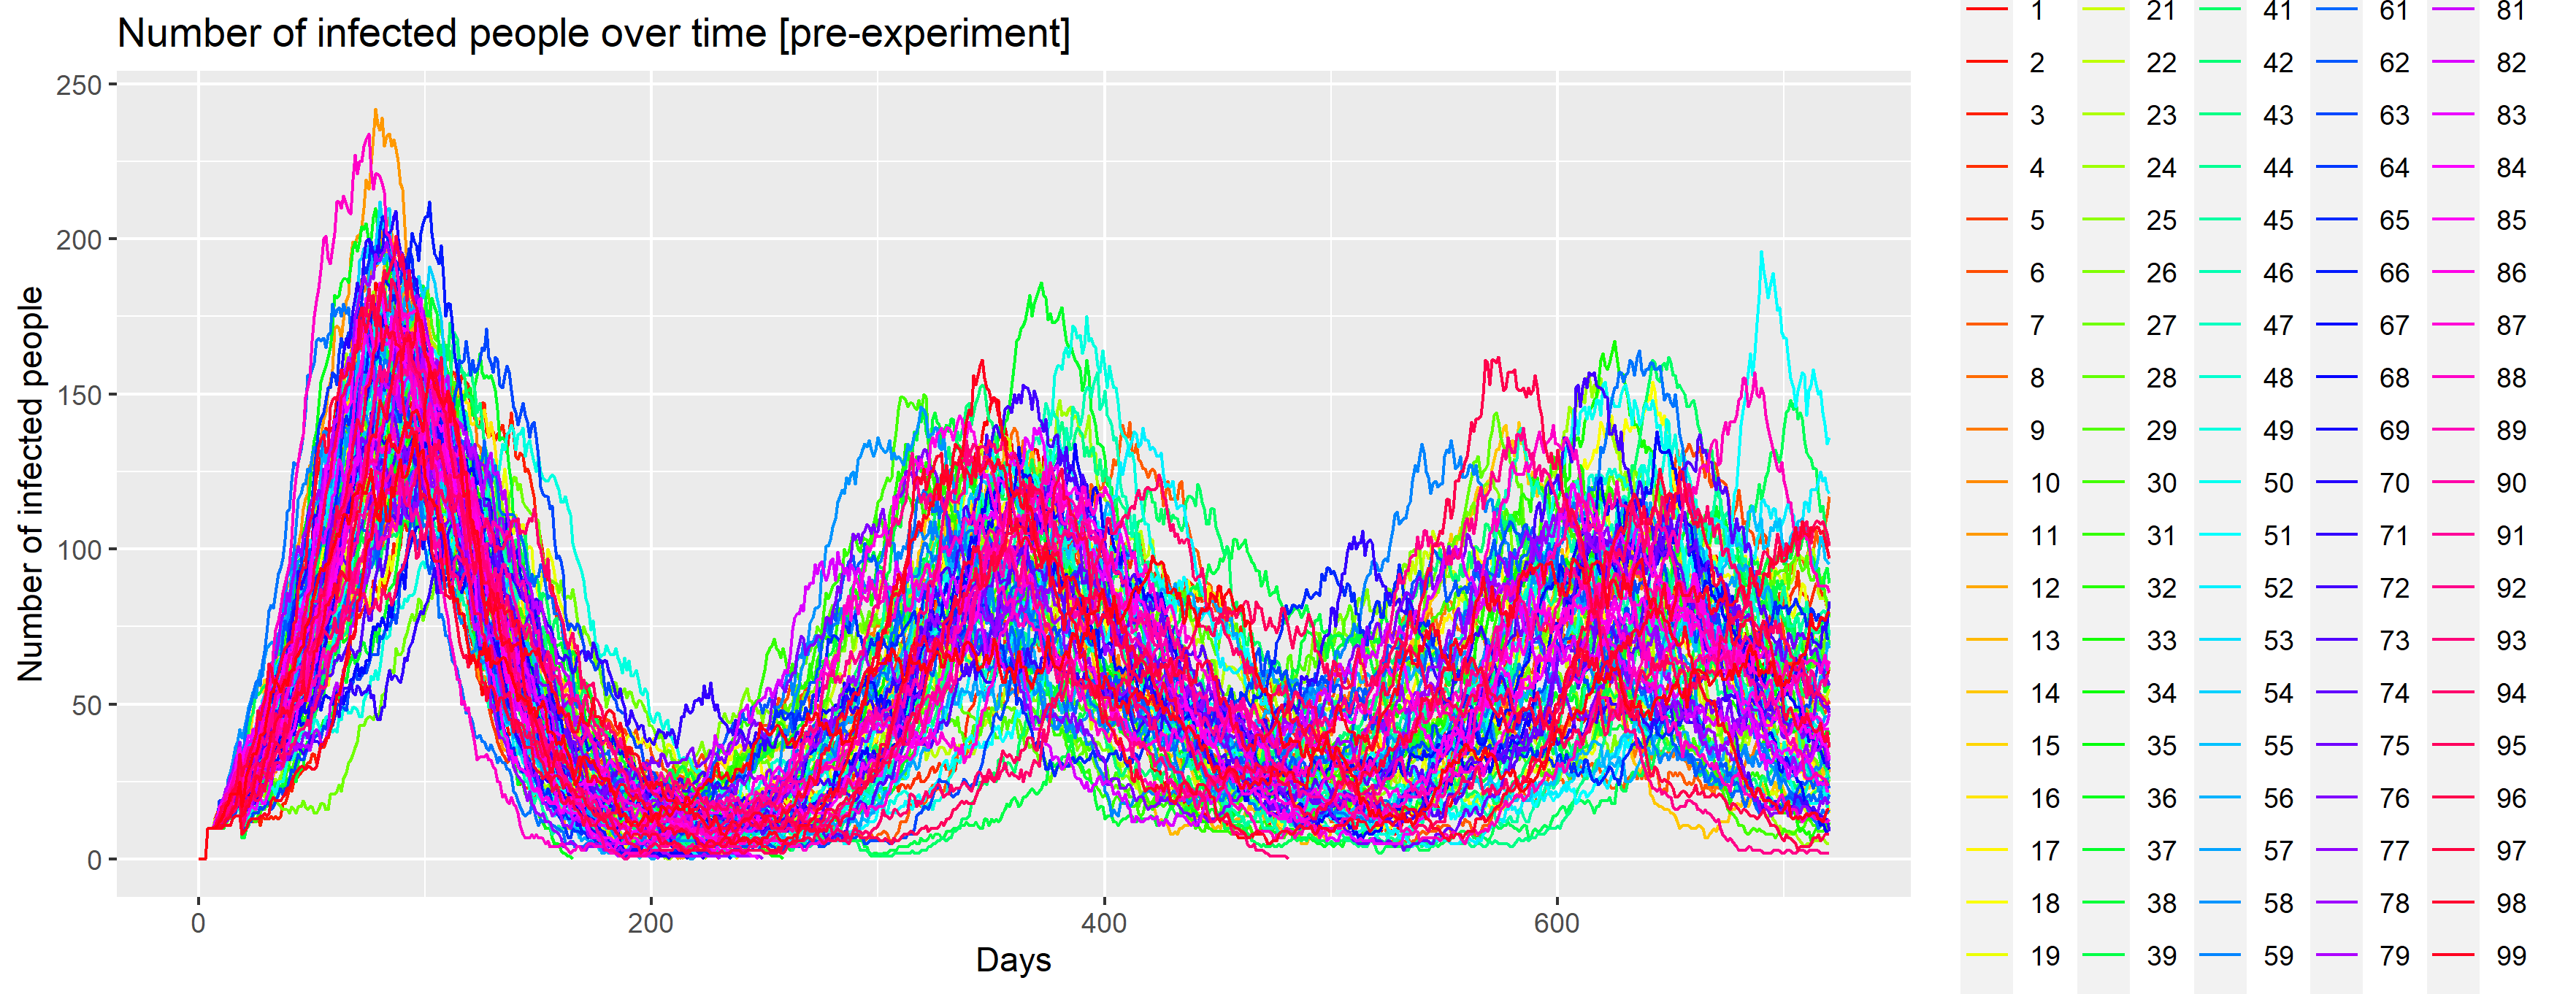 Number of infected people over time [pre-experiment]
250
200
150
100
50
0
Number of infected people
0 200 400 600
Days
1 21 41 61 81
2 22 42 62 82
3 23 43 63 83
4 24 44 64 84
5 25 45 65 85
6 26 46 66 86
7 27 47 67 87
8 28 48 68 88
9 29 49 69 89
10 30 50 70 90
11 31 51 71 91
12 32 52 72 92
13 33 53 73 93
14 34 54 74 94
15 35 55 75 95
16 36 56 76 96
17 37 57 77 97
18 38 58 78 98
19 39 59 79 99